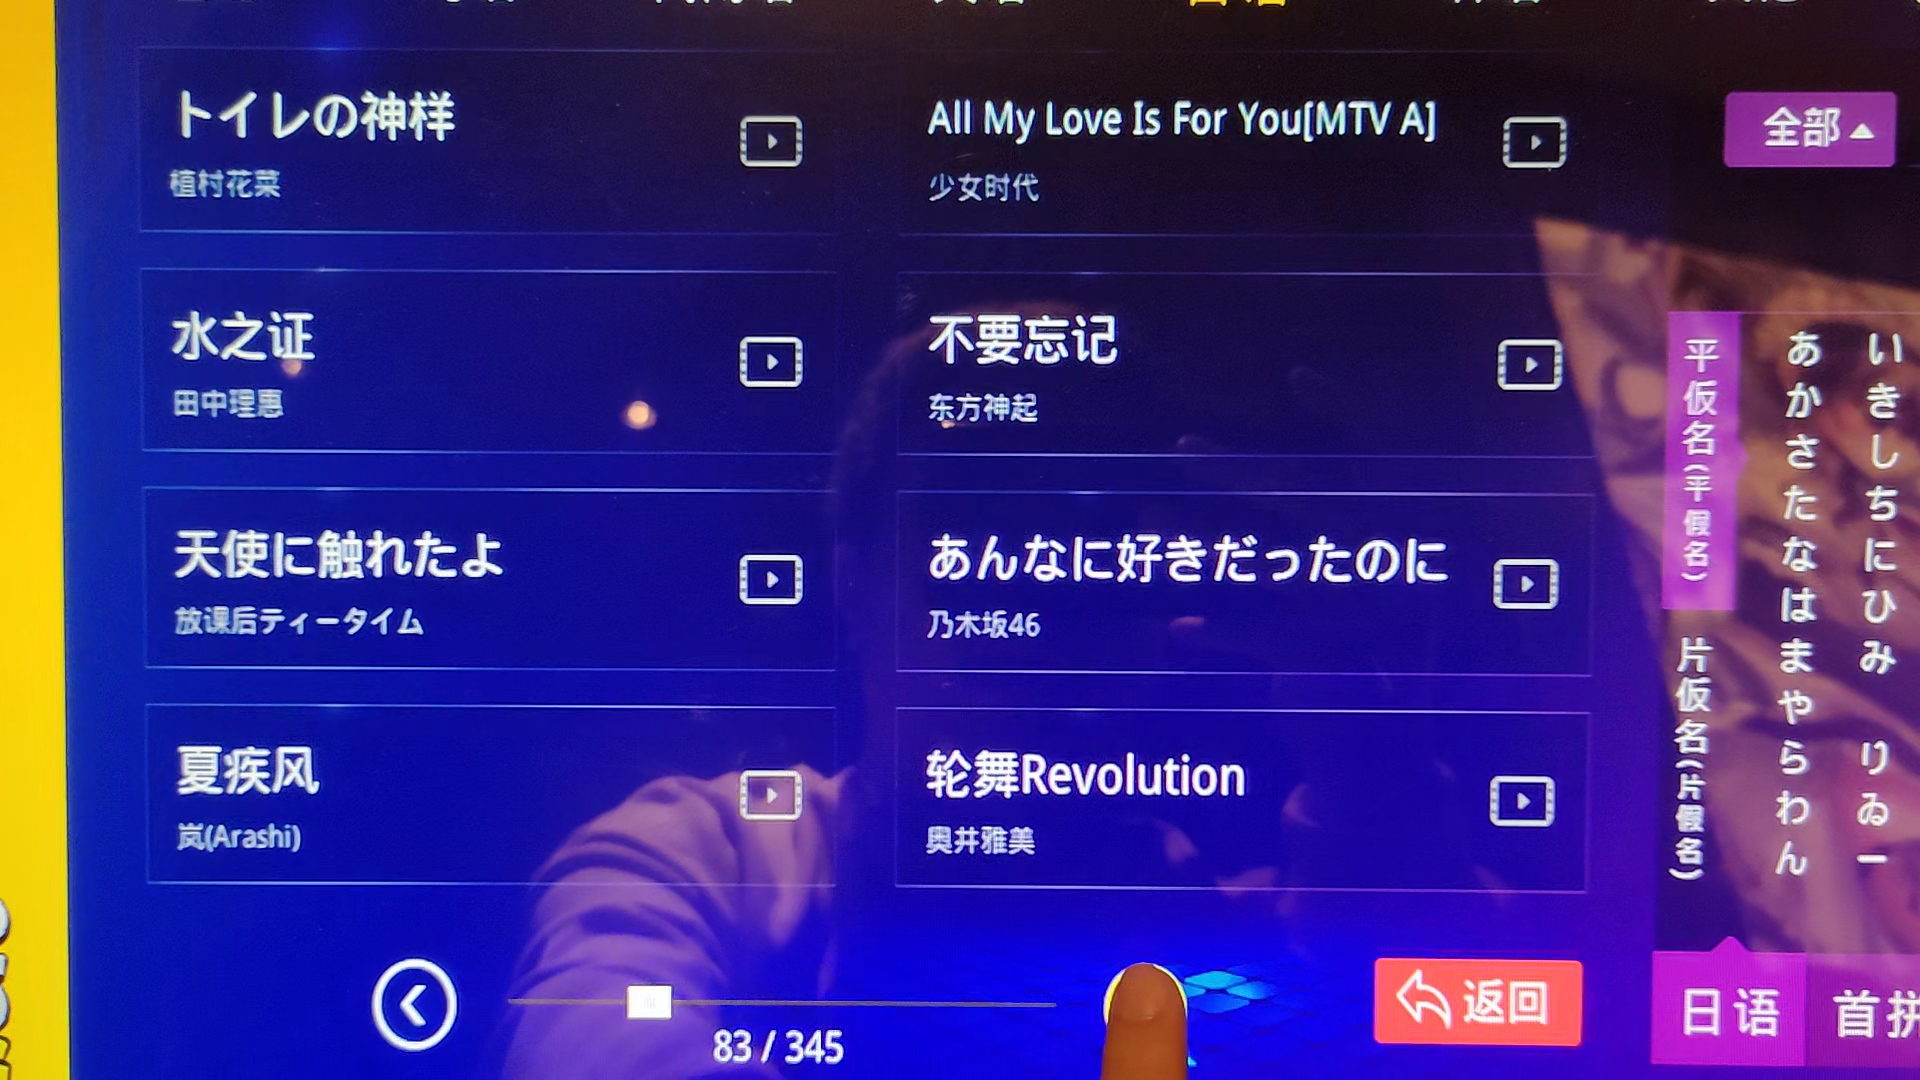 トイレの神样
植村花菜
All My Love Is For You[MTV A]
少女时代
全部
水之证
田中理惠
不要忘记
东方神起
天使に触れたよ
放课后ティータイム
あんなに好きだったのに
乃木坂46
夏疾风
岚(Arashi)
轮舞Revolution
奥井雅美
平仮名(平假名)
片仮名(片假名)
あ い
か き
さ し
た ち
な に
は ひ
ま み
や
ら り
わ ゐ
ん ー
83 / 345
返回
日语
首拼